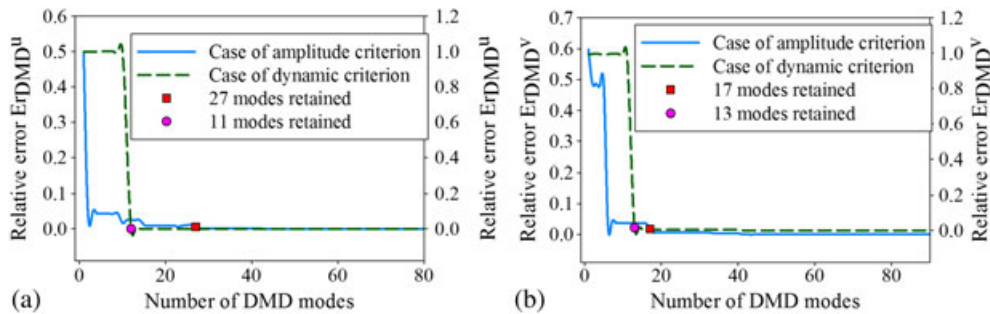 0.6
0.5
0.4
0.3
0.2
0.1
0.0
Relative error ErDMDᵘ
1.2
1.0
0.8
0.6
0.4
0.2
0.0
Relative error ErDMDᵘ
Case of amplitude criterion
Case of dynamic criterion
27 modes retained
11 modes retained
0 20 40 60 80
Number of DMD modes
(a)
0.7
0.6
0.5
0.4
0.3
0.2
0.1
0.0
Relative error ErDMDᵛ
1.2
1.0
0.8
0.6
0.4
0.2
0.0
Relative error ErDMDᵛ
Case of amplitude criterion
Case of dynamic criterion
17 modes retained
13 modes retained
0 20 40 60 80
Number of DMD modes
(b)